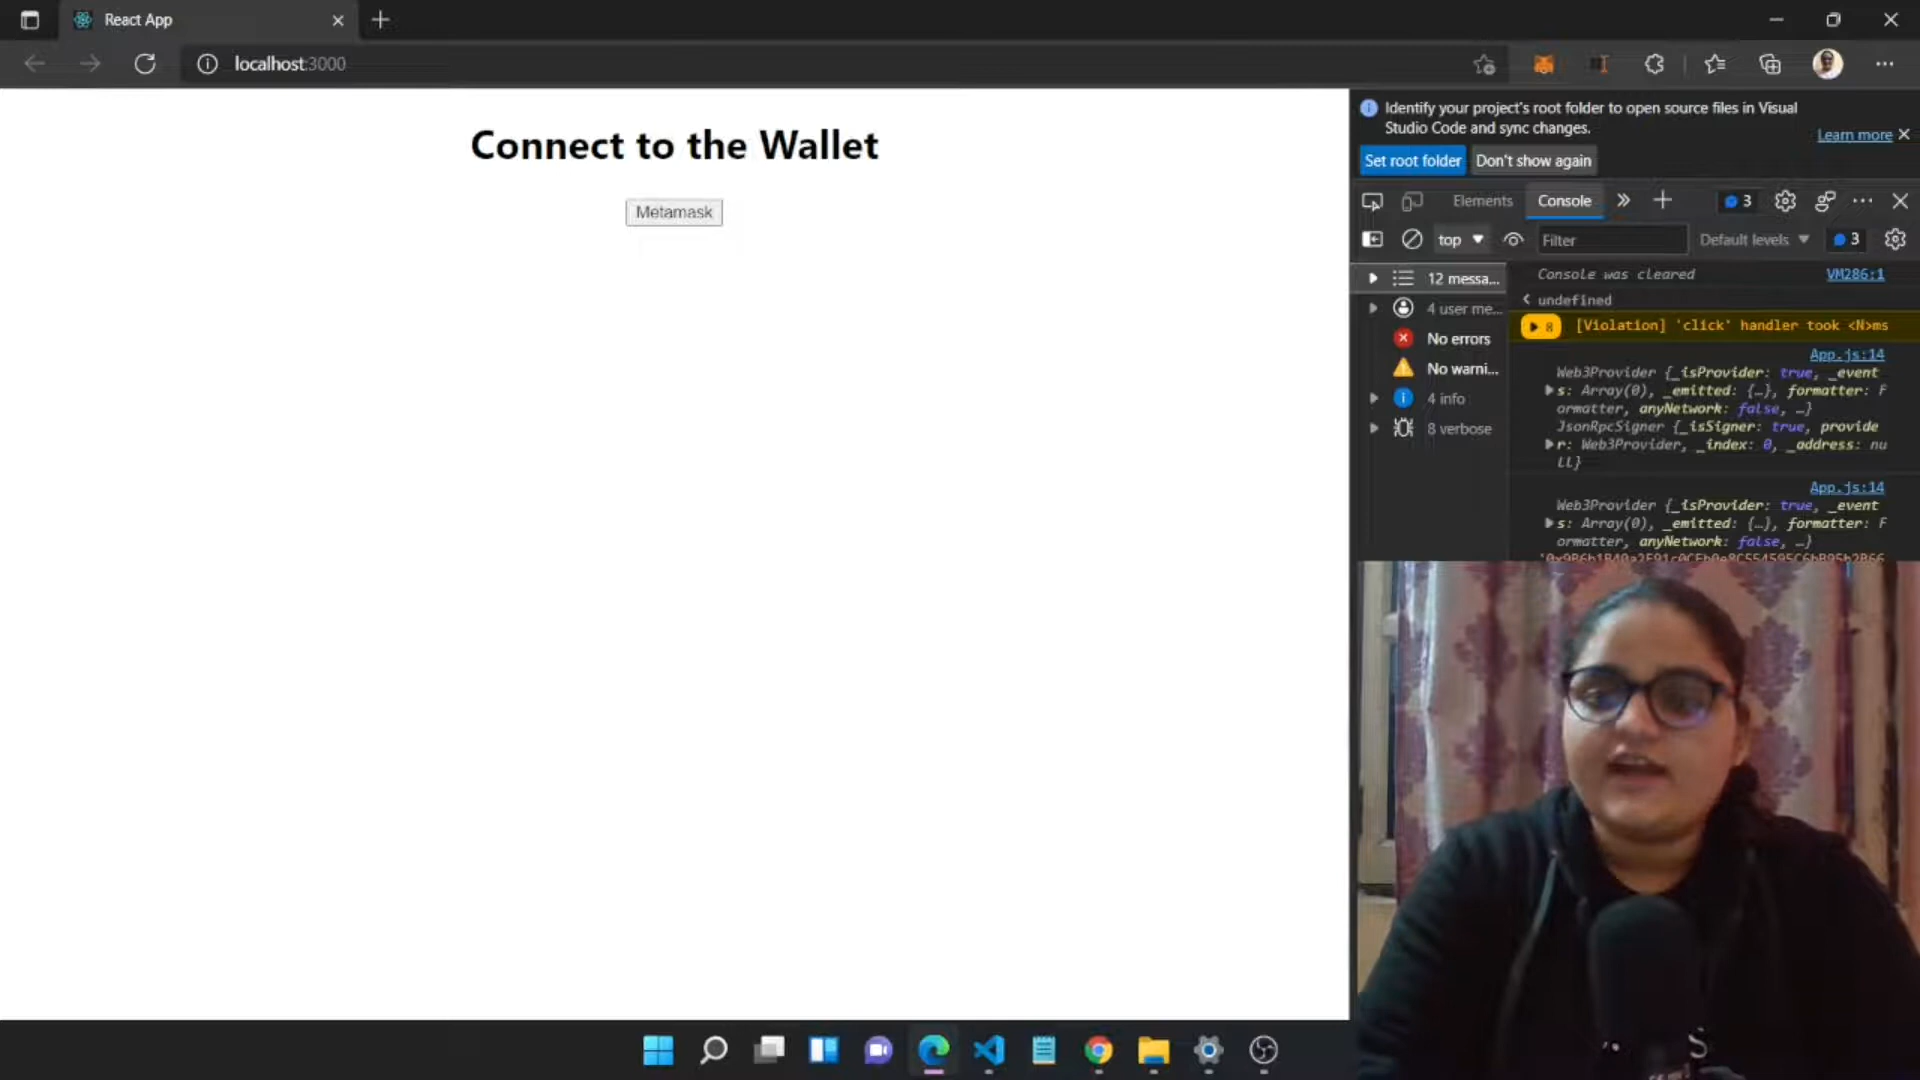 React App
localhost:3000
Connect to the Wallet
Metamask
Identify your project's root folder to open source files in Visual
Studio Code and sync changes.
Learn more
Set root folder
Don't show again
Elements
Console
3
top
Filter
Default levels
3
12 messa...
4 user me...
No errors
No warni...
4 info
8 verbose
Console was cleared
VM286:1
undefined
8
[Violation] 'click' handler took <N>ms
App.js:14
Web3Provider {_isProvider: true, _event
s: Array(0), _emitted: {…}, formatter: F
ormatter, anyNetwork: false, …}
JsonRpcSigner {_isSigner: true, provide
r: Web3Provider, _index: 0, _address: nu
ll}
App.js:14
Web3Provider {_isProvider: true, _event
s: Array(0), _emitted: {…}, formatter: F
ormatter, anyNetwork: false, …}